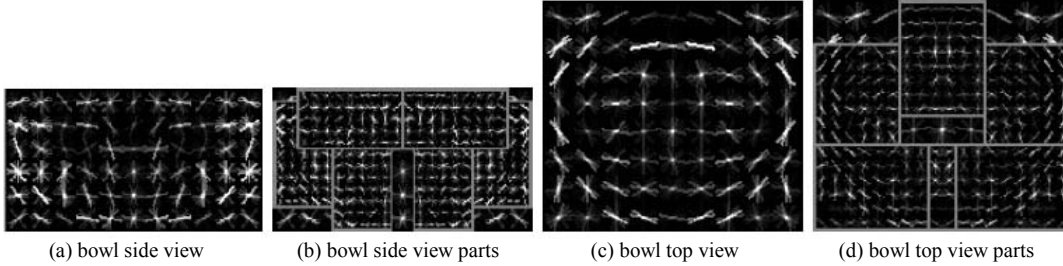 (a) bowl side view
(b) bowl side view parts
(c) bowl top view
(d) bowl top view parts